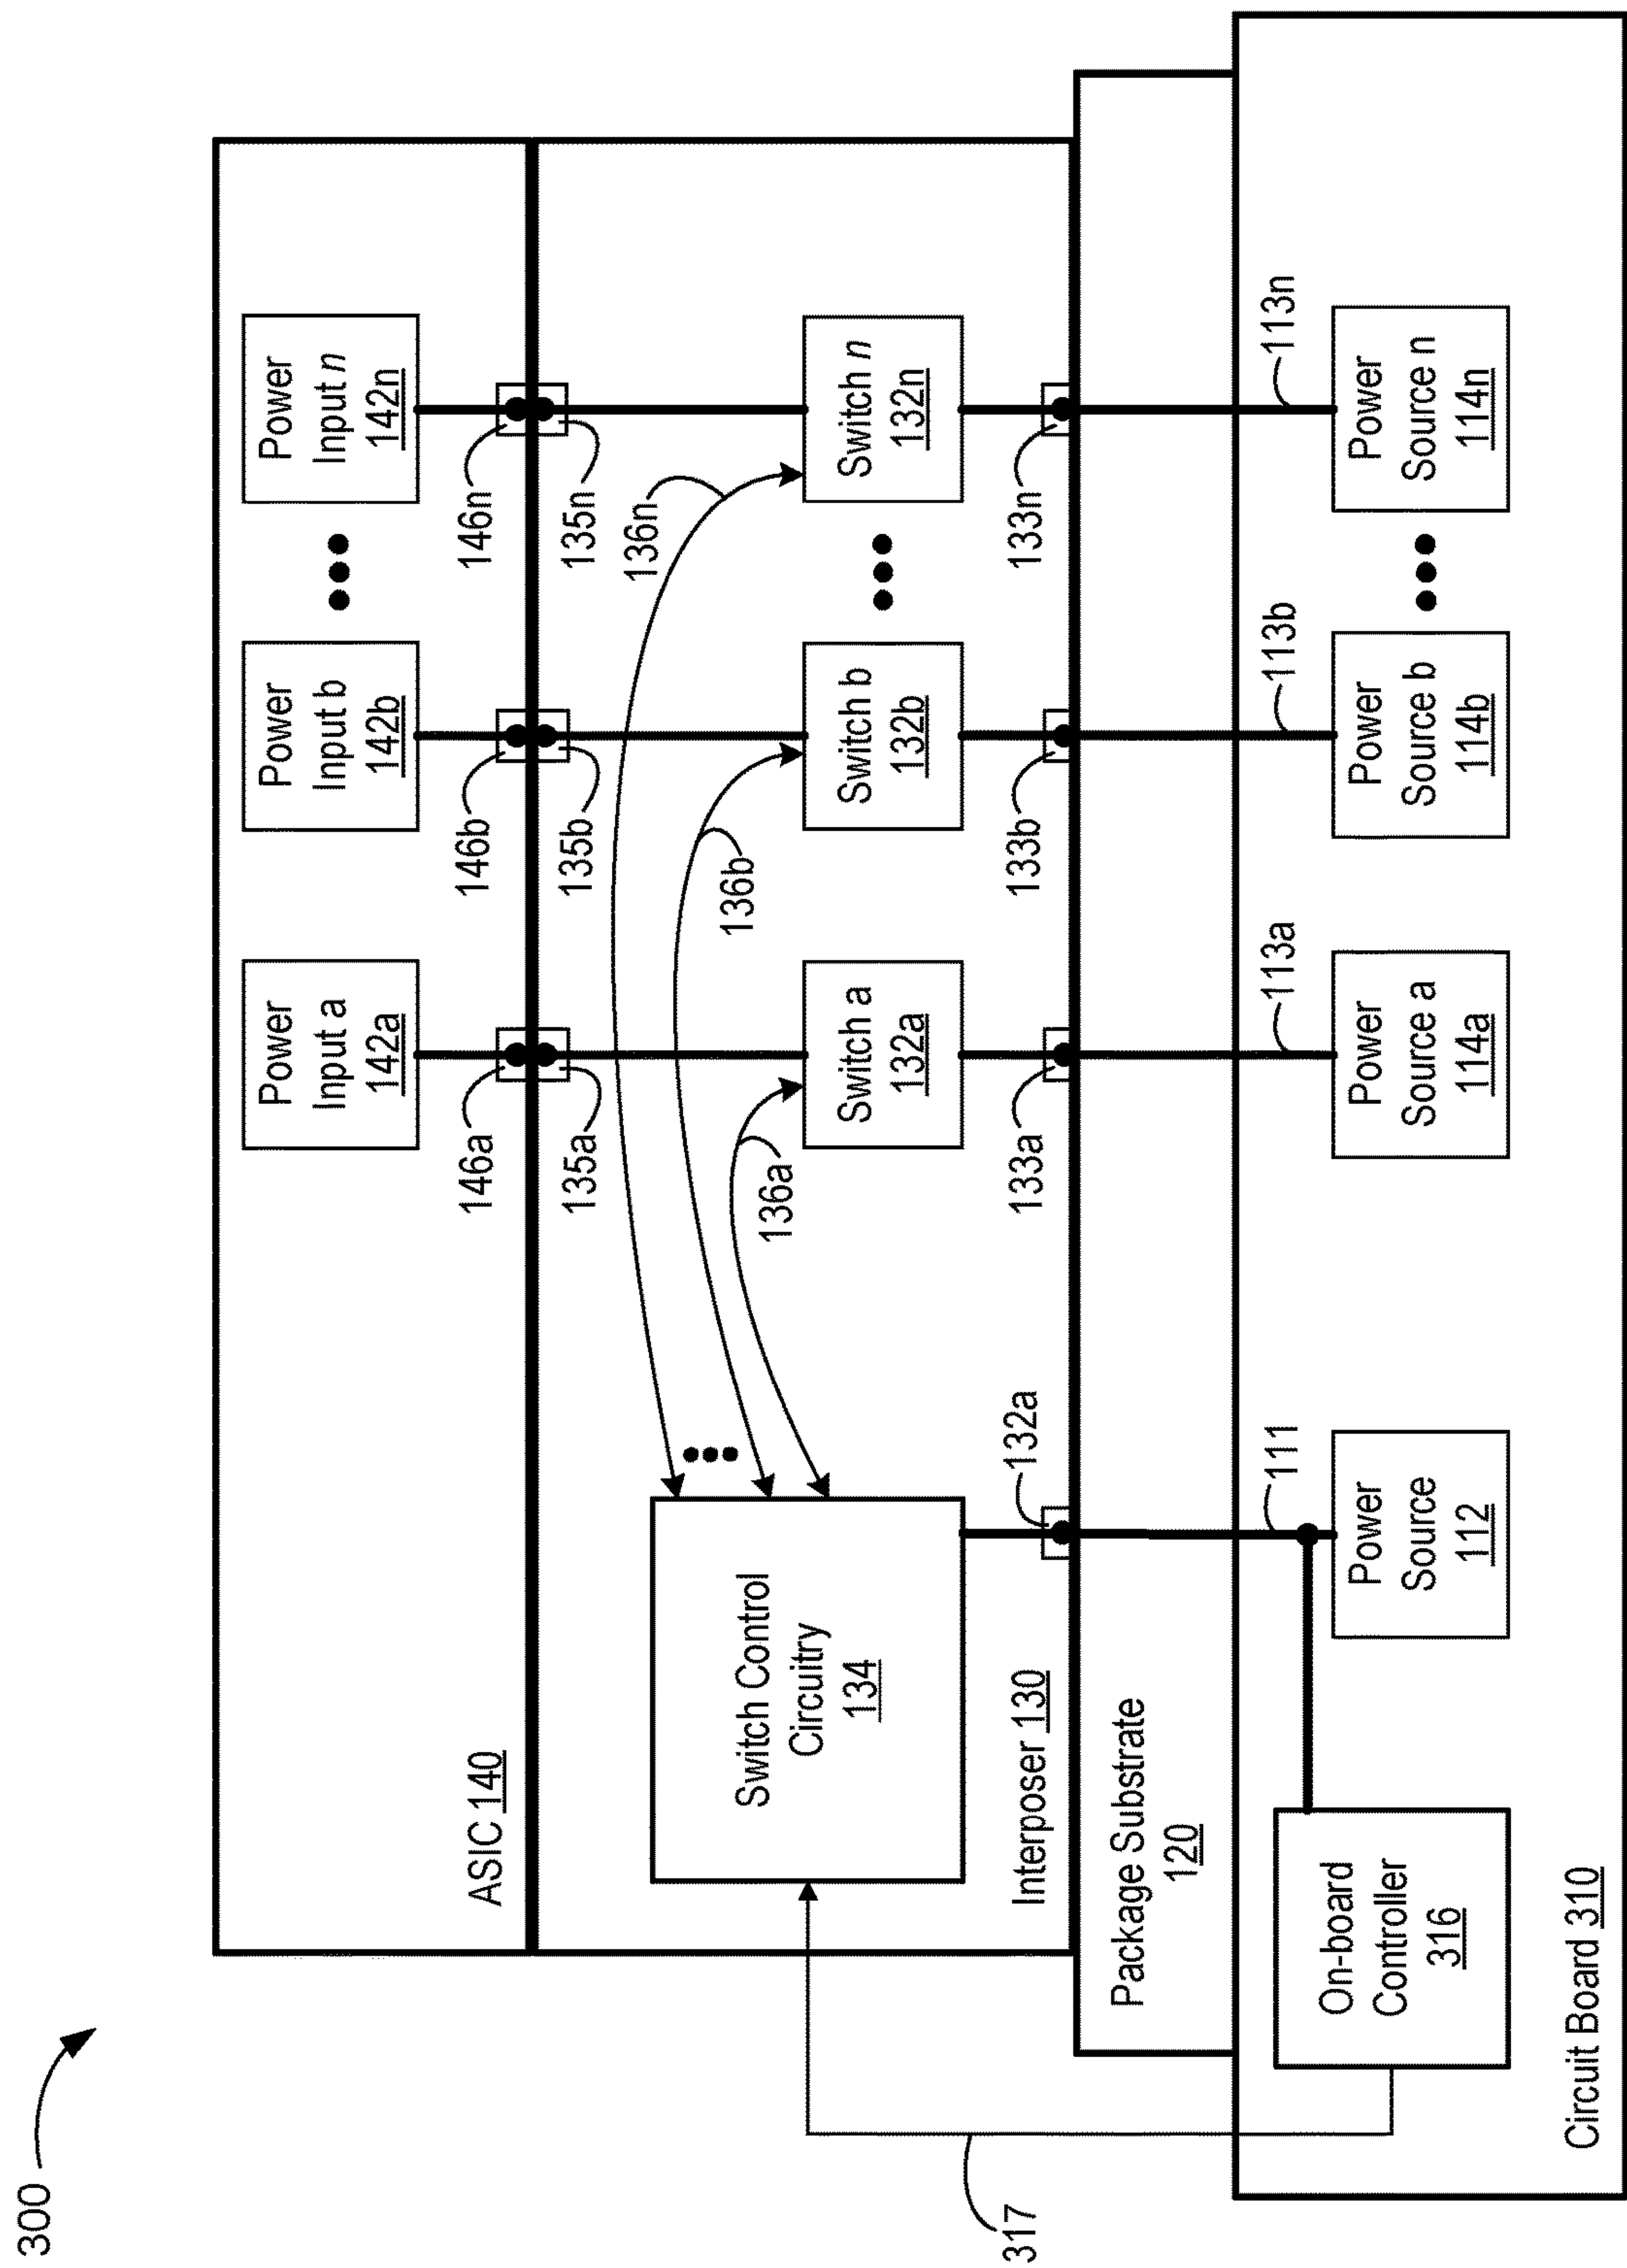 300
Power
Input a
142a
Power
Input b
142b
Power
Input n
142n
146a
146b
146n
ASIC 140
135a
135b
135n
136n
136b
136a
Switch Control
Circuitry
134
Switch a
132a
Switch b
132b
Switch n
132n
132a
133a
133b
133n
Interposer 130
Package Substrate
120
317
111
113a
113b
113n
On-board
Controller
316
Power
Source
112
Power
Source a
114a
Power
Source b
114b
Power
Source n
114n
Circuit Board 310